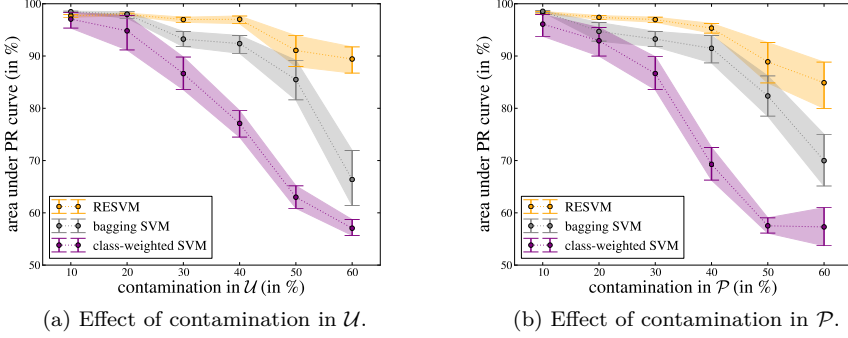 100
90
80
70
60
50
area under PR curve (in %)
RESVM
bagging SVM
class-weighted SVM
10 20 30 40 50 60
contamination in 𝒰 (in %)
(a) Effect of contamination in 𝒰.
100
90
80
70
60
50
area under PR curve (in %)
RESVM
bagging SVM
class-weighted SVM
10 20 30 40 50 60
contamination in 𝒫 (in %)
(b) Effect of contamination in 𝒫.